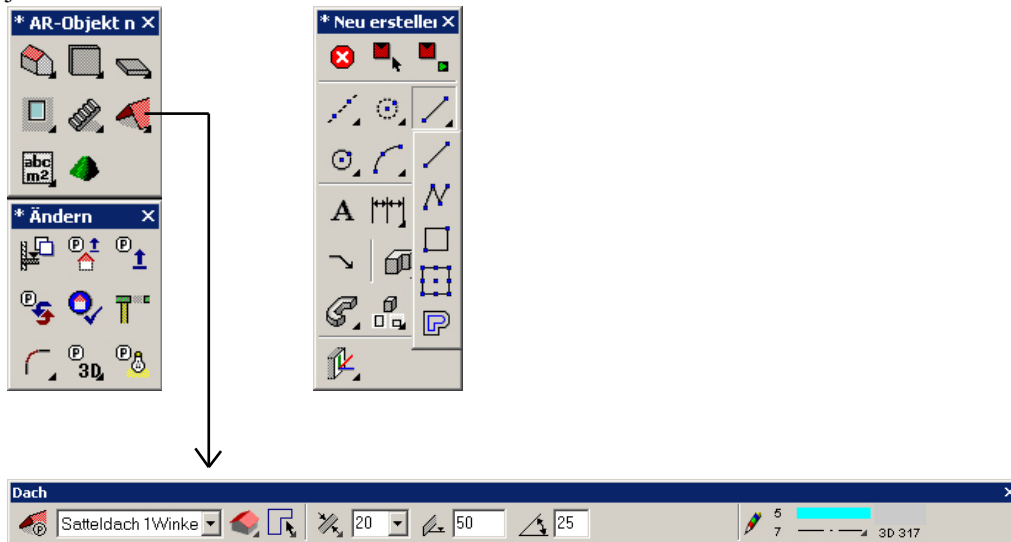 * AR-Objekt n
* Neu erstellen
abc
m2
* Ändern
A
P
P
P
P
P
3D
P
Dach
P
Satteldach 1Winke
20
50
25
5
7
3D 317